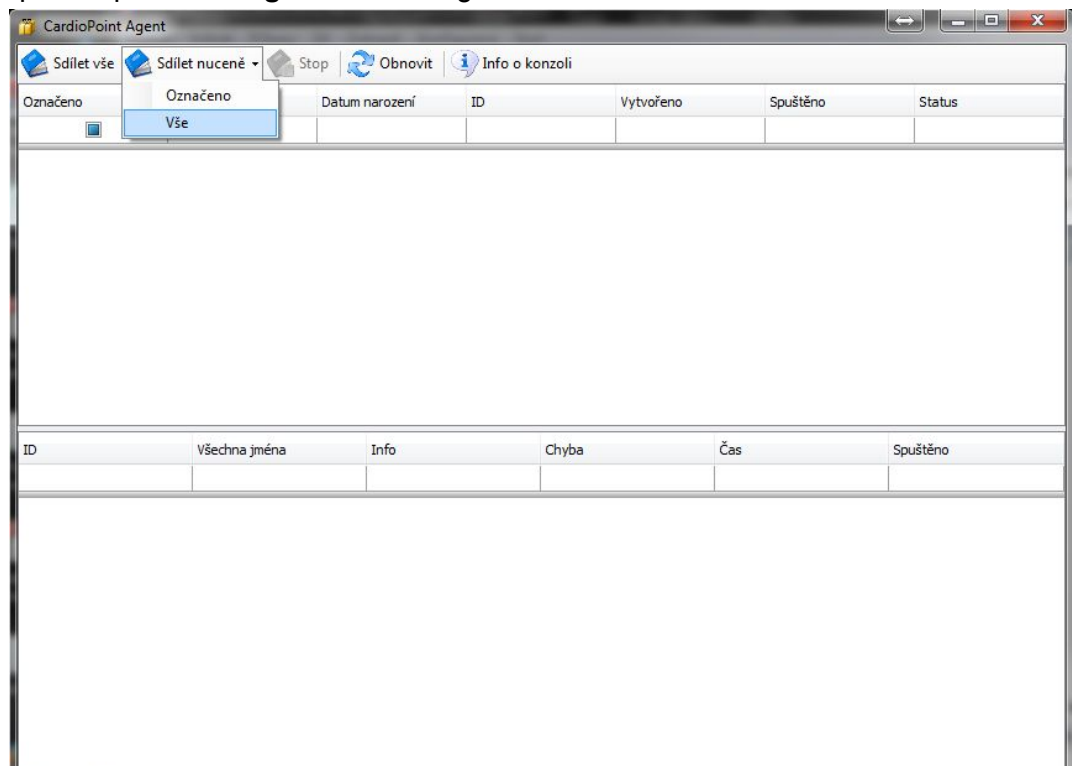 CardioPoint Agent
Sdílet vše Sdílet nuceně Stop Obnovit Info o konzoli
Označeno
Vše
Označeno Datum narození ID Vytvořeno Spuštěno Status
ID Všechna jména Info Chyba Čas Spuštěno